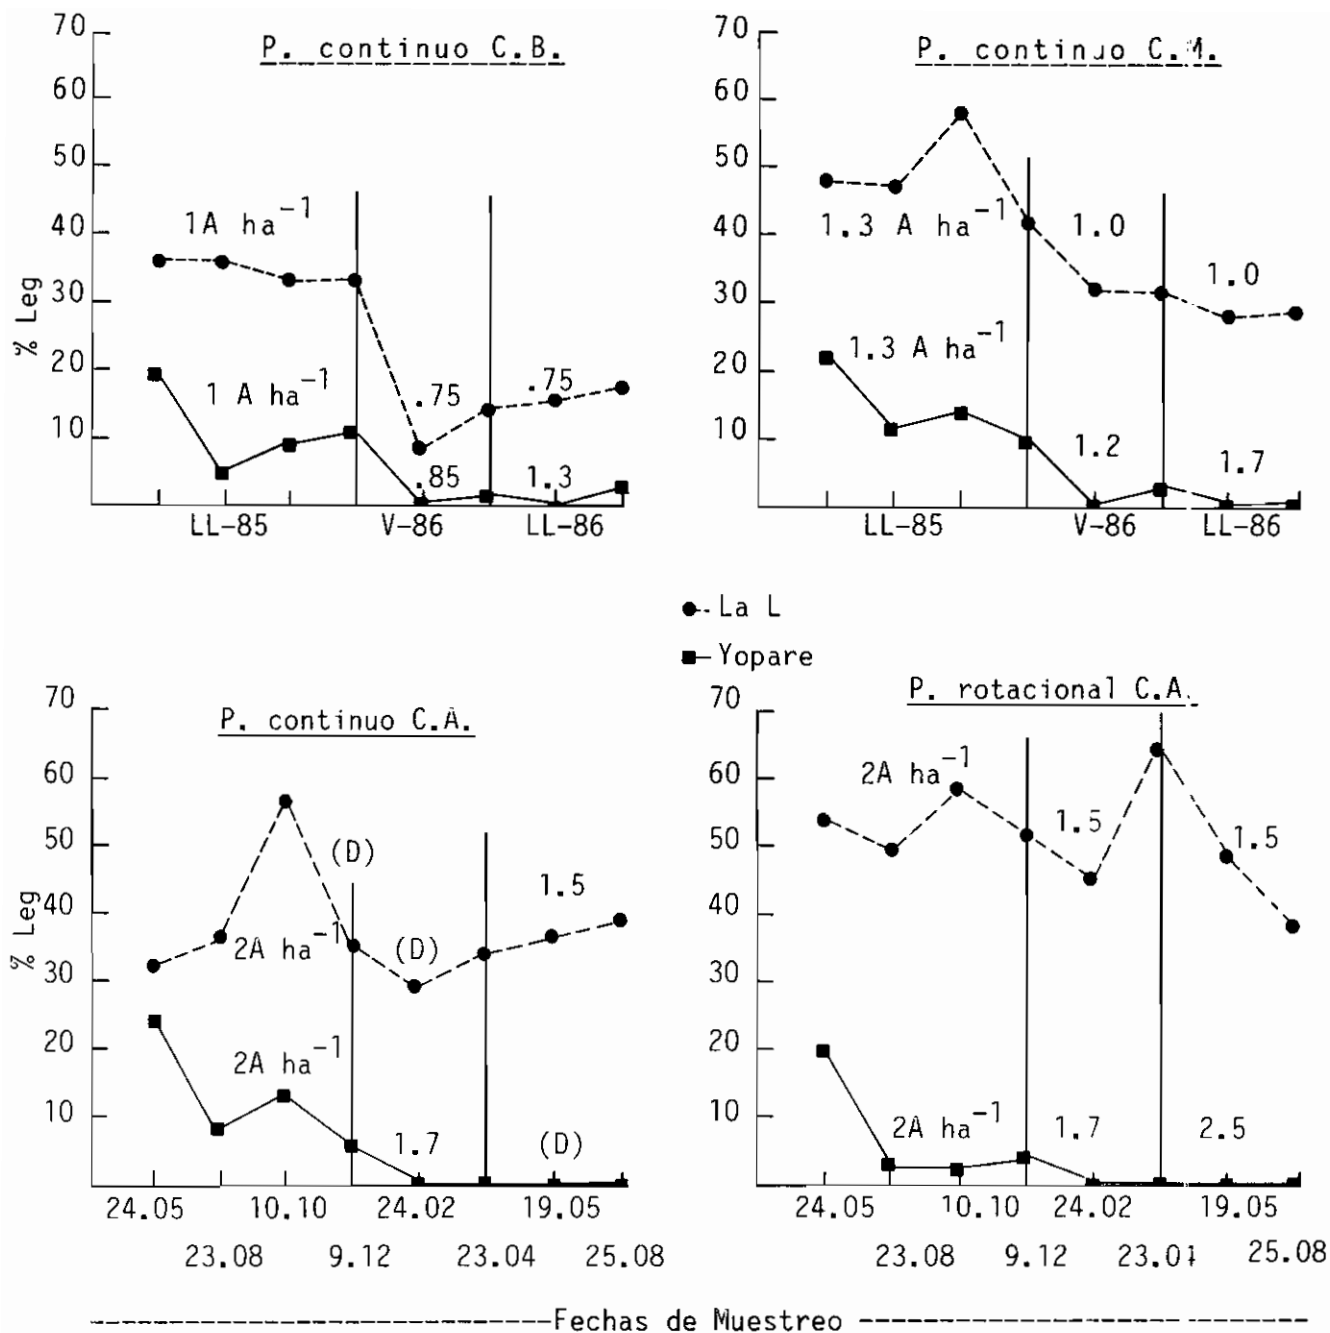 P. continuo C.B.
70
60
50
40
30
20
10
% Leg
1A ha⁻¹
1 A ha⁻¹
.75
.75
.85
1.3
LL-85
V-86
LL-86
P. continuo C.M.
70
60
50
40
30
20
10
1.3 A ha⁻¹
1.0
1.0
1.3 A ha⁻¹
1.2
1.7
LL-85
V-86
LL-86
La L
Yopare
P. continuo C.A.
70
60
50
40
30
20
10
% Leg
(D)
2A ha⁻¹
(D)
1.5
2A ha⁻¹
1.7
(D)
24.05
10.10
24.02
19.05
23.08
9.12
23.04
25.08
P. rotacional C.A.
70
60
50
40
30
20
10
2A ha⁻¹
1.5
1.5
2A ha⁻¹
1.7
2.5
24.05
10.10
24.02
19.05
23.08
9.12
23.04
25.08
Fechas de Muestreo